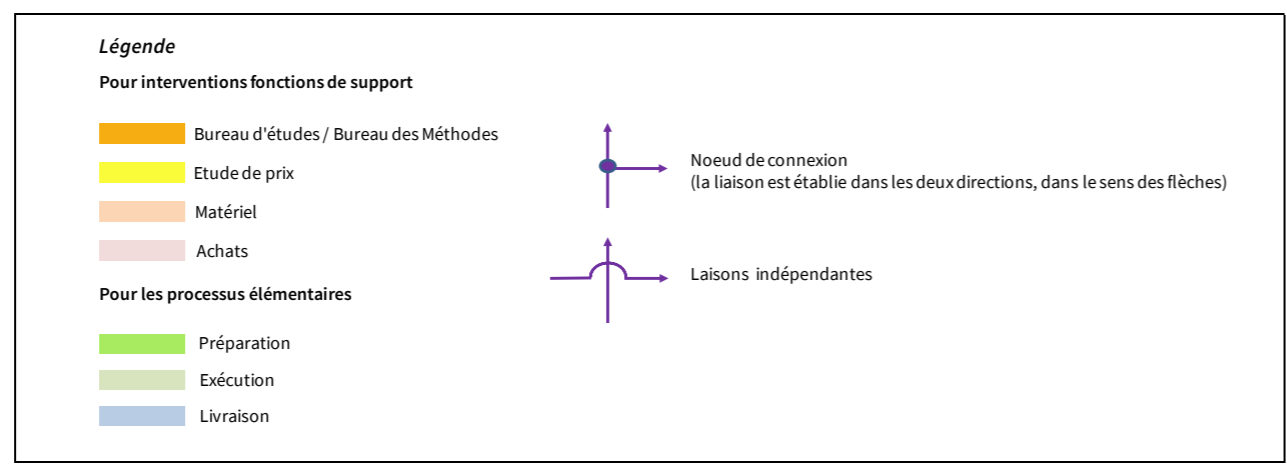 Légende
Pour interventions fonctions de support
Bureau d'études / Bureau des Méthodes
Etude de prix
Matériel
Achats
Pour les processus élémentaires
Préparation
Exécution
Livraison
Noeud de connexion
(la liaison est établie dans les deux directions, dans le sens des flèches)
Laisons indépendantes